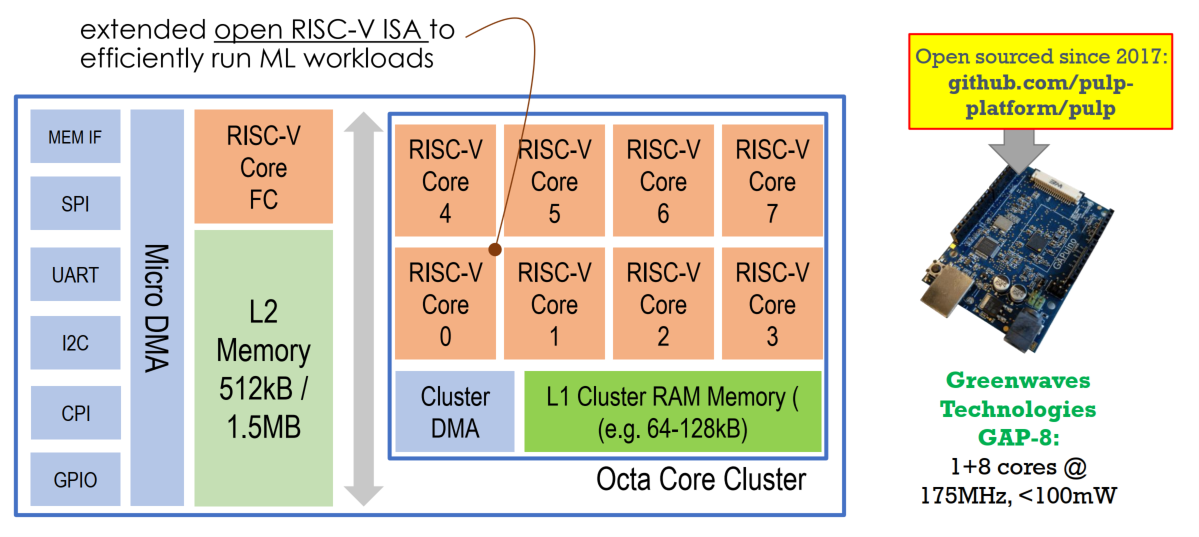 extended open RISC-V ISA to
efficiently run ML workloads
MEM IF
SPI
UART
I2C
CPI
GPIO
Micro DMA
RISC-V
Core
FC
L2
Memory
512kB /
1.5MB
RISC-V
Core
4
RISC-V
Core
5
RISC-V
Core
6
RISC-V
Core
7
RISC-V
Core
0
RISC-V
Core
1
RISC-V
Core
2
RISC-V
Core
3
Cluster
DMA
L1 Cluster RAM Memory (
(e.g. 64-128kB)
Octa Core Cluster
Open sourced since 2017:
github.com/pulp-
platform/pulp
GAPuino
Greenwaves
Technologies
GAP-8:
1+8 cores @
175MHz, <100mW